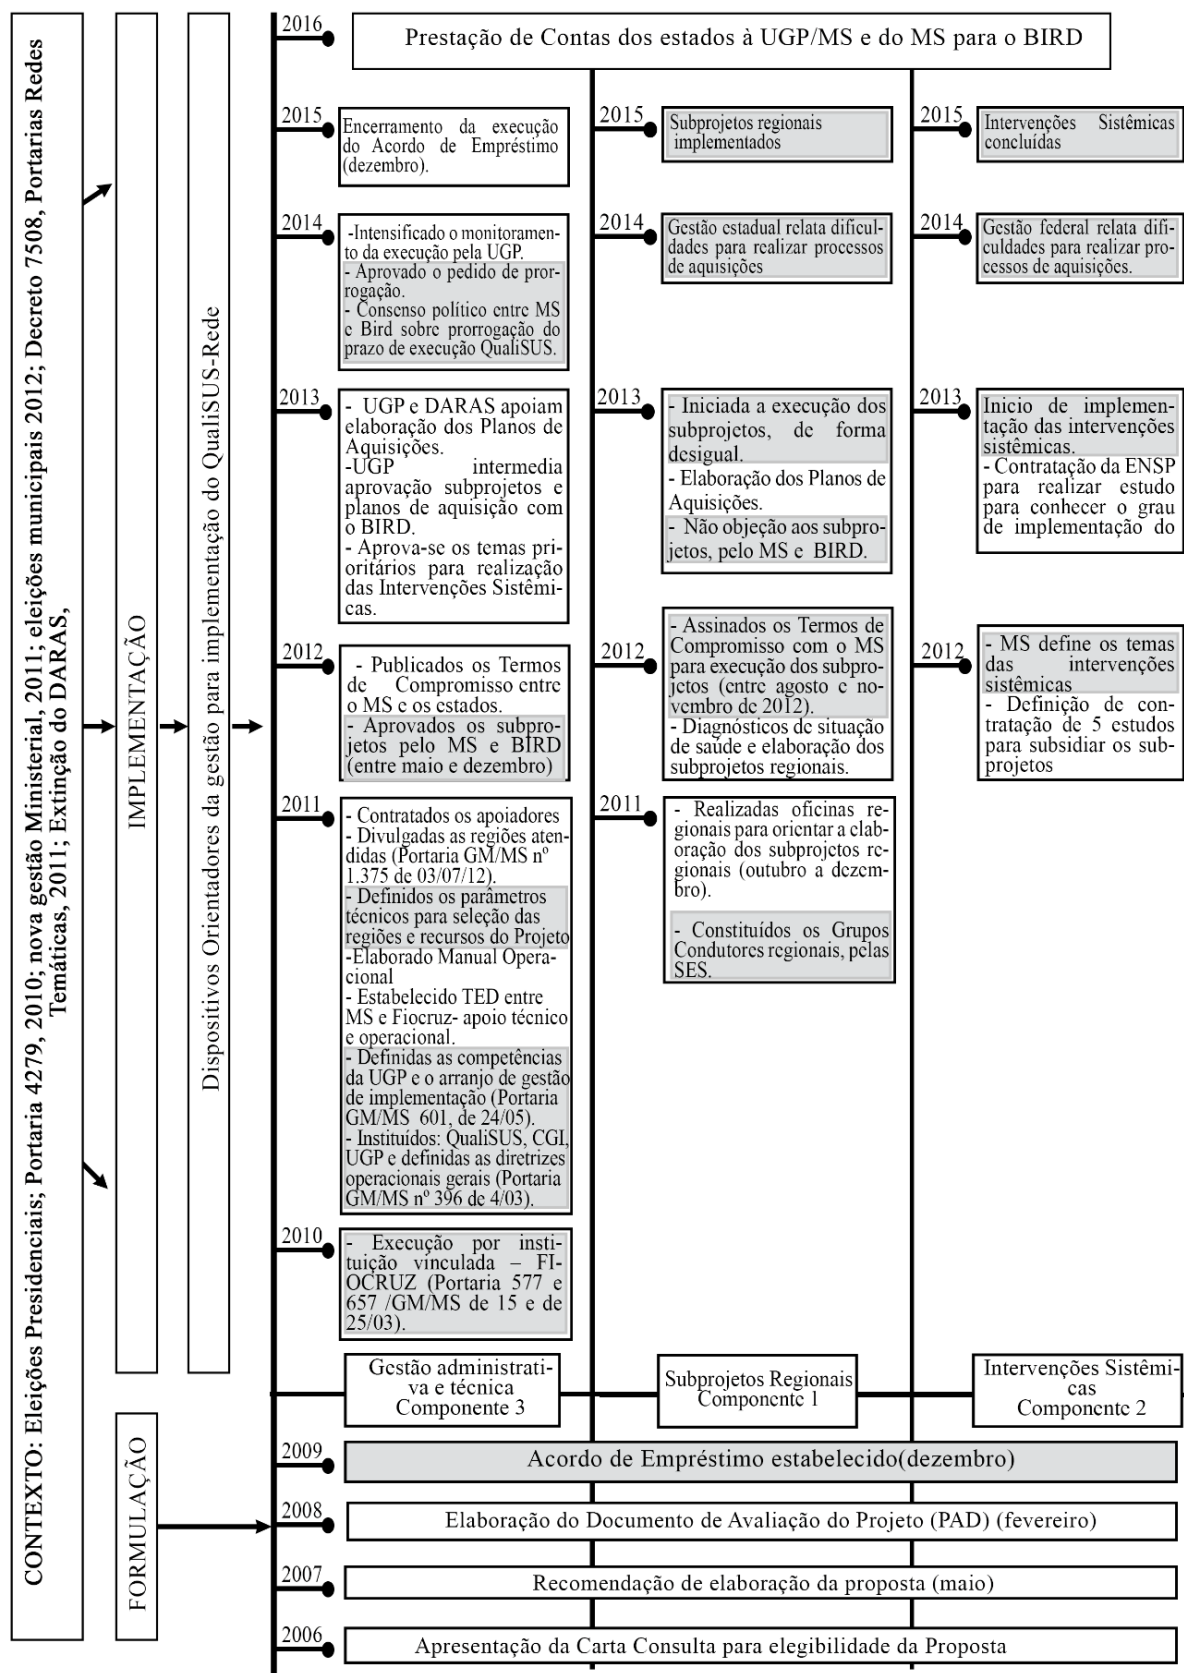 CONTEXTO: Eleições Presidenciais; Portaria 4279, 2010; nova gestão Ministerial, 2011; eleições municipais 2012; Decreto 7508, Portarias Redes
Temáticas, 2011; Extinção do DARAS,
IMPLEMENTAÇÃO
Dispositivos Orientadores da gestão para implementação do QualiSUS-Rede
2016
Prestação de Contas dos estados à UGP/MS e do MS para o BIRD
2015
Encerramento da execução
do Acordo de Empréstimo
(dezembro).
2015
Subprojetos regionais
implementados
2015
Intervenções Sistêmicas
concluídas
2014
-Intensificado o monitoramento
da execução pela UGP.
- Aprovado o pedido de pror-
rogação.
- Consenso político entre MS
e Bird sobre prorrogação do
prazo de execução QualiSUS.
2014
Gestão estadual relata dificul-
dades para realizar processos
de aquisições
2014
Gestão federal relata difi-
culdades para realizar pro-
cessos de aquisições.
2013
- UGP e DARAS apoiam
elaboração dos Planos de
Aquisições.
-UGP intermedia
aprovação subprojetos e
planos de aquisição com
o BIRD.
- Aprova-se os temas pri-
oritários para realização
das Intervenções Sistêmi-
cas.
2013
- Iniciada a execução dos
subprojetos, de forma
desigual.
- Elaboração dos Planos de
Aquisições.
- Não objeção aos subpro-
jetos, pelo MS e BIRD.
2013
Inicio de implemen-
tação das intervenções
sistêmicas.
- Contratação da ENSP
para realizar estudo
para conhecer o grau
de implementação do
2012
- Publicados os Termos
de Compromisso entre
o MS e os estados.
- Aprovados os subpro-
jetos pelo MS e BIRD
(entre maio e dezembro)
2012
- Assinados os Termos de
Compromisso com o MS
para execução dos subpro-
jetos (entre agosto e no-
vembro de 2012).
- Diagnósticos de situação
de saúde e elaboração dos
subprojetos regionais.
2012
- MS define os temas
das intervenções
sistêmicas
- Definição de con-
tratação de 5 estudos
para subsidiar os sub-
projetos
2011
- Contratados os apoiadores
- Divulgadas as regiões aten-
didas (Portaria GM/MS nº
1.375 de 03/07/12).
- Definidos os parâmetros
técnicos para seleção das
regiões e recursos do Projeto
-Elaborado Manual Opera-
cional
- Estabelecido TED entre
MS e Fiocruz- apoio técnico
e operacional.
- Definidas as competências
da UGP e o arranjo de gestão
de implementação (Portaria
GM/MS 601, de 24/05).
- Instituídos: QualiSUS, CGI,
UGP e definidas as diretrizes
operacionais gerais (Portaria
GM/MS nº 396 de 4/03).
2011
- Realizadas oficinas re-
gionais para orientar a elab-
oração dos subprojetos re-
gionais (outubro a dezem-
bro).
- Constituídos os Grupos
Condutores regionais, pelas
SES.
2010
- Execução por insti-
tuição vinculada – FI-
OCRUZ (Portaria 577 e
657 /GM/MS de 15 e de
25/03).
Gestão administrati-
va e técnica
Componente 3
Subprojetos Regionais
Componente 1
Intervenções Sistêmi-
cas
Componente 2
FORMULAÇÃO
2009
Acordo de Empréstimo estabelecido(dezembro)
2008
Elaboração do Documento de Avaliação do Projeto (PAD) (fevereiro)
2007
Recomendação de elaboração da proposta (maio)
2006
Apresentação da Carta Consulta para elegibilidade da Proposta